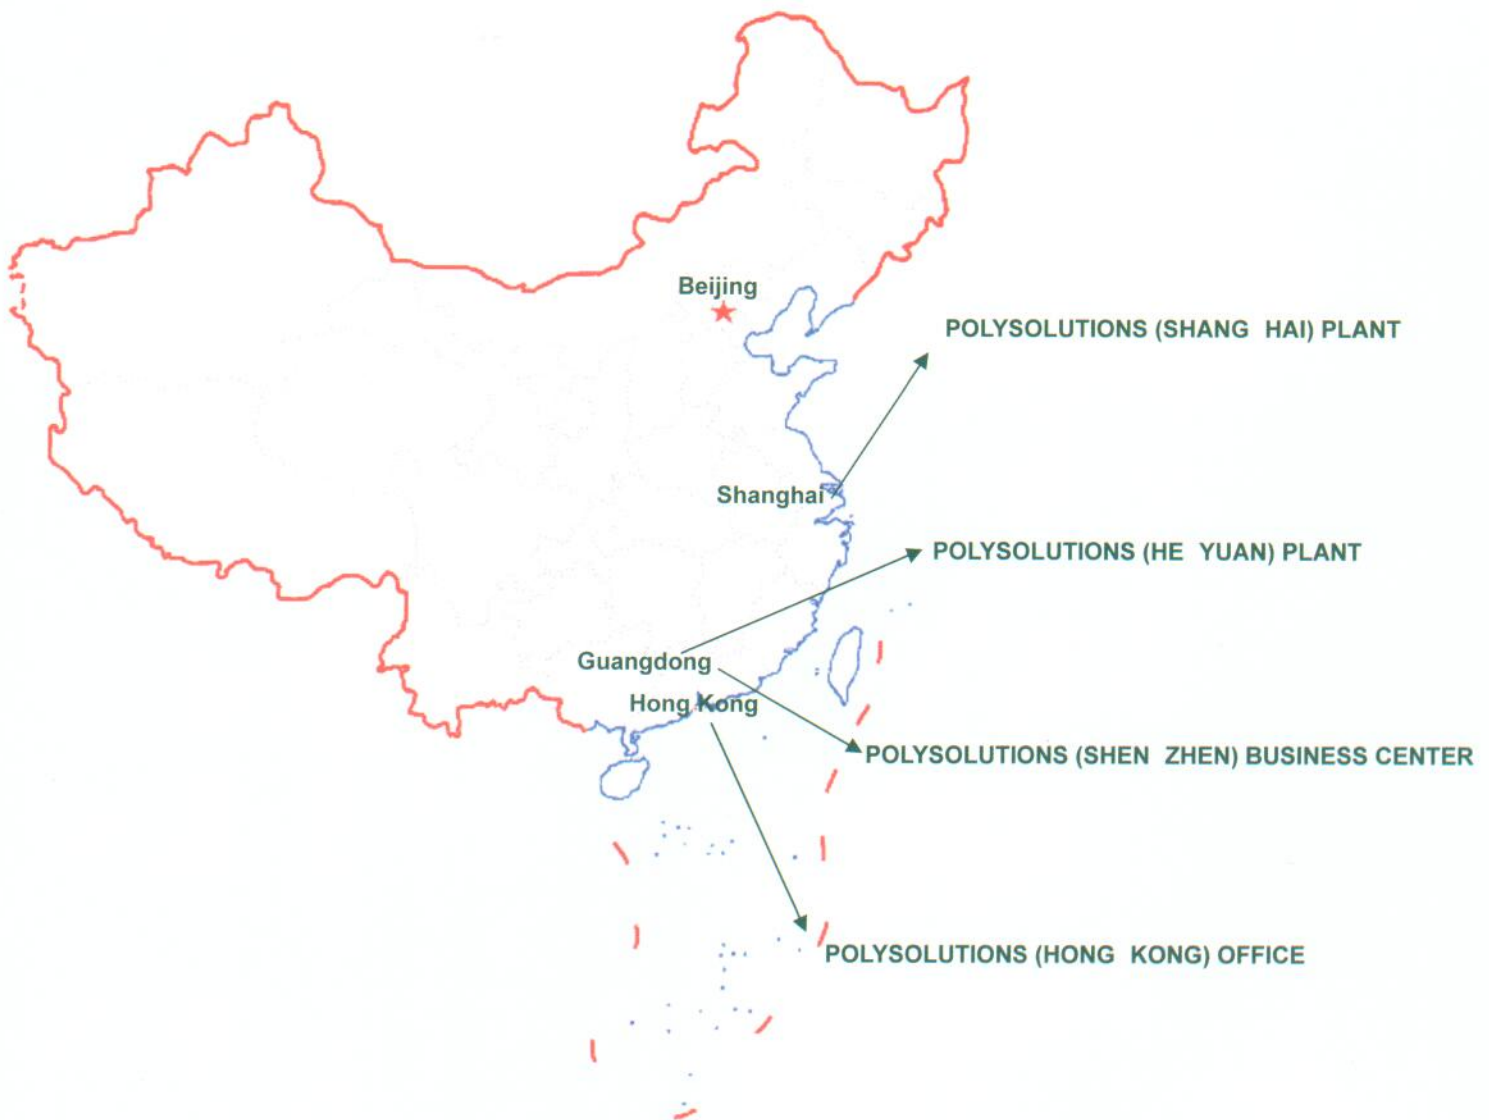 Beijing
POLYSOLUTIONS (SHANG HAI) PLANT
Shanghai
POLYSOLUTIONS (HE YUAN) PLANT
Guangdong
Hong Kong
POLYSOLUTIONS (SHEN ZHEN) BUSINESS CENTER
POLYSOLUTIONS (HONG KONG) OFFICE